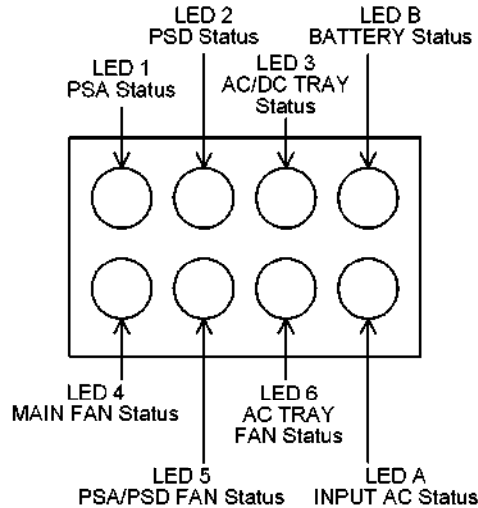 LED 2
PSD Status
LED B
BATTERY Status
LED 1
PSA Status
LED 3
AC/DC TRAY
Status
LED 4
MAIN FAN Status
LED 6
AC TRAY
FAN Status
LED 5
PSA/PSD FAN Status
LED A
INPUT AC Status